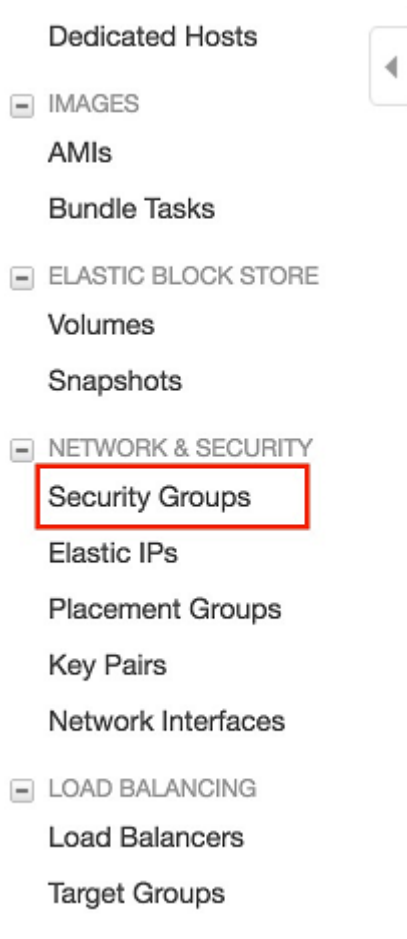 Dedicated Hosts
IMAGES
AMIs
Bundle Tasks
ELASTIC BLOCK STORE
Volumes
Snapshots
NETWORK & SECURITY
Security Groups
Elastic IPs
Placement Groups
Key Pairs
Network Interfaces
LOAD BALANCING
Load Balancers
Target Groups